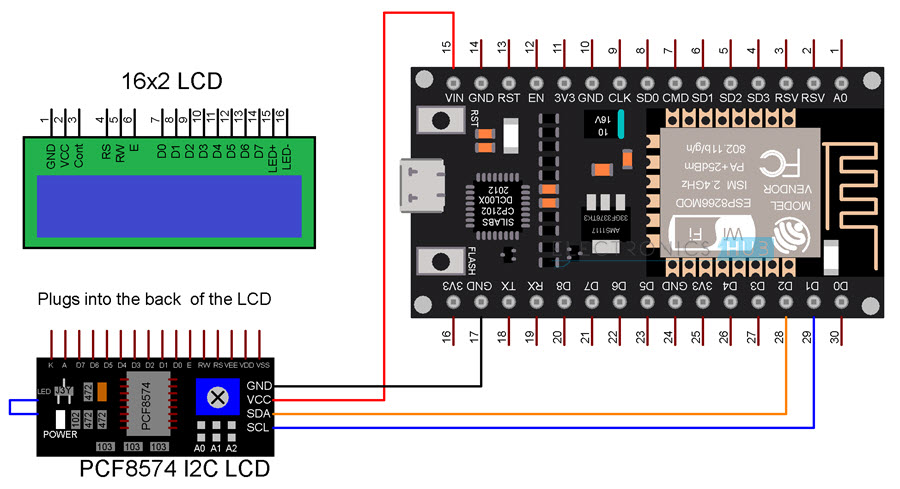 16x2 LCD
1 2 3 4 5 6 7 8 9 10 11 12 13 14 15 16
GND VCC Cont RS RW E D0 D1 D2 D3 D4 D5 D6 D7 LED+ LED-
15 14 13 12 11 10 9 8 7 6 5 4 3 2 1
VIN GND RST EN 3V3 GND CLK SD0 CMD SD1 SD2 SD3 RSV RSV A0
RST
10
16V
SILABS
CP2102
DCL00X
2012
AMS1117
33GF3376TK3
MODEL
VENDOR
ESP8266MOD
ISM 2.4GHz
PA +25dBm
802.11b/g/n
FC
Wi
Fi
ELECTRONICS HUB
FLASH
3V3 GND TX RX D8 D7 D6 D5 GND 3V3 D4 D3 D2 D1 D0
16 17 18 19 20 21 22 23 24 25 26 27 28 29 30
Plugs into the back of the LCD
K A D7 D6 D5 D4 D3 D2 D1 D0 E RW RS VEE VDD VSS
LED
J3Y
472
102 472 472
POWER
PCF8574
103 103 103
A0 A1 A2
GND
VCC
SDA
SCL
PCF8574 I2C LCD